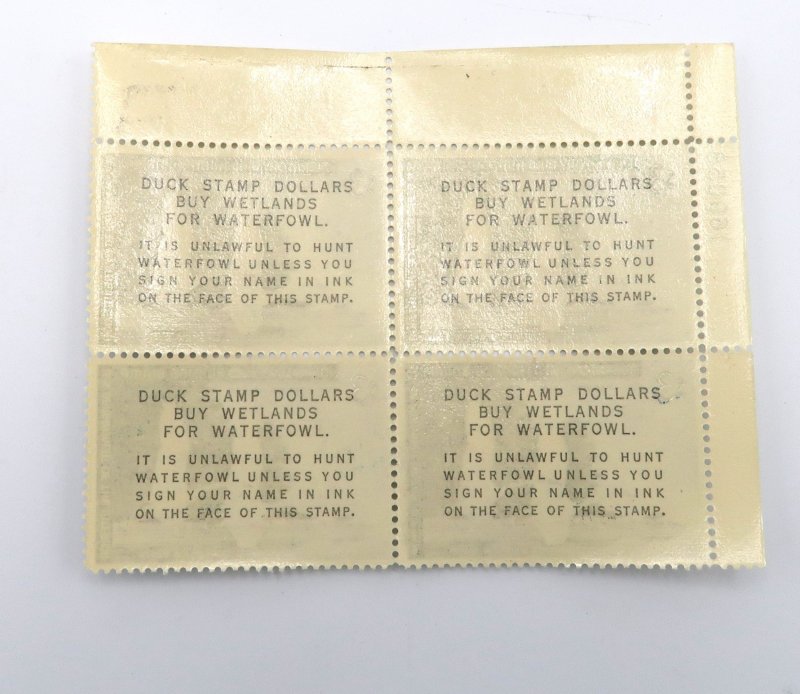 DUCK STAMP DOLLARS
BUY WETLANDS
FOR WATERFOWL.
IT IS UNLAWFUL TO HUNT
WATERFOWL UNLESS YOU
SIGN YOUR NAME IN INK
ON THE FACE OF THIS STAMP.
DUCK STAMP DOLLARS
BUY WETLANDS
FOR WATERFOWL.
IT IS UNLAWFUL TO HUNT
WATERFOWL UNLESS YOU
SIGN YOUR NAME IN INK
ON THE FACE OF THIS STAMP.
DUCK STAMP DOLLARS
BUY WETLANDS
FOR WATERFOWL.
IT IS UNLAWFUL TO HUNT
WATERFOWL UNLESS YOU
SIGN YOUR NAME IN INK
ON THE FACE OF THIS STAMP.
DUCK STAMP DOLLARS
BUY WETLANDS
FOR WATERFOWL.
IT IS UNLAWFUL TO HUNT
WATERFOWL UNLESS YOU
SIGN YOUR NAME IN INK
ON THE FACE OF THIS STAMP.